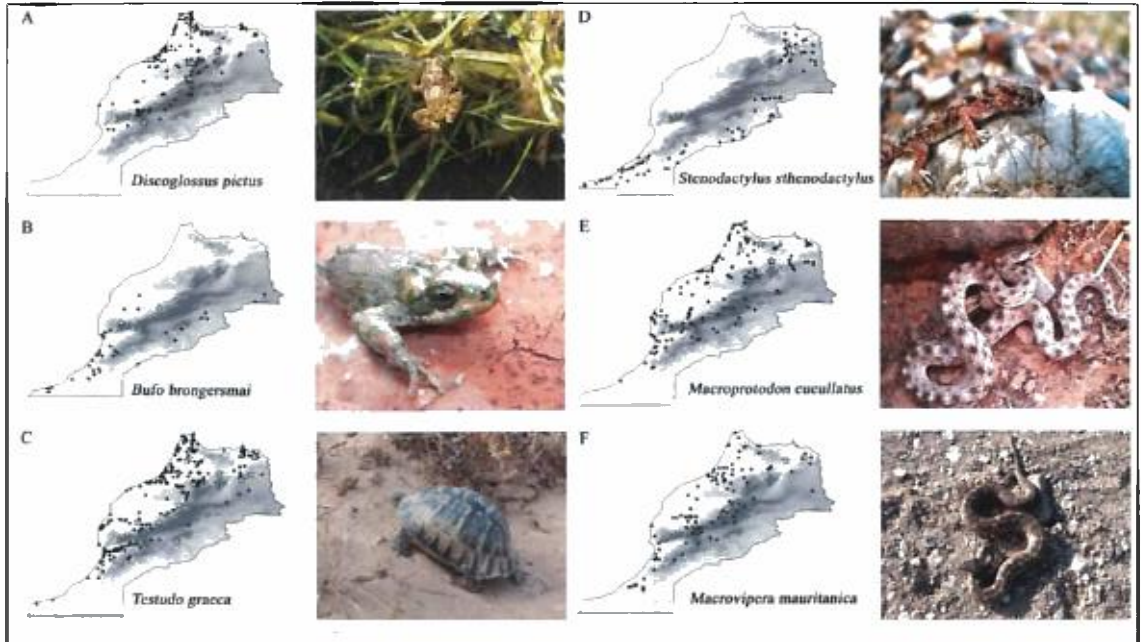 A
Discoglossus pictus
B
Bufo brongersmai
C
Testudo graeca
D
Stenodactylus sthenodactylus
E
Macroprotodon cucullatus
F
Macrovipera mauritanica